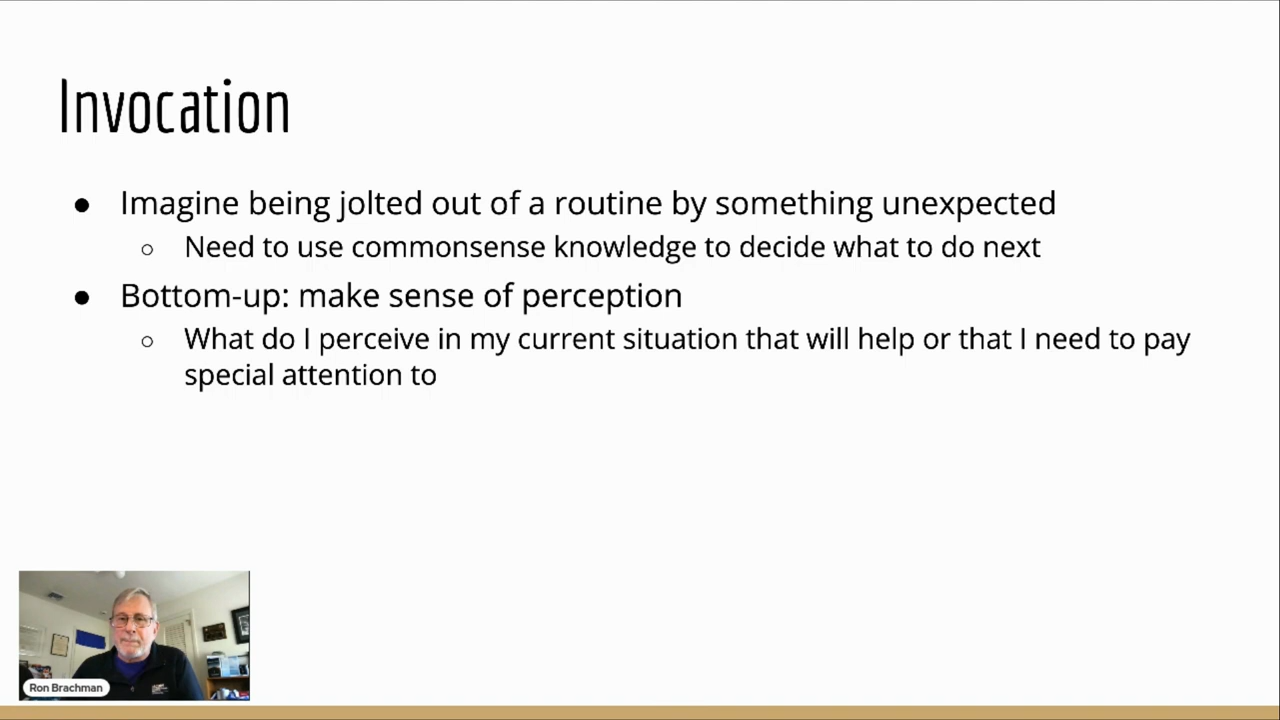 Invocation
● Imagine being jolted out of a routine by something unexpected
○ Need to use commonsense knowledge to decide what to do next
● Bottom-up: make sense of perception
○ What do I perceive in my current situation that will help or that I need to pay
special attention to
Ron Brachman